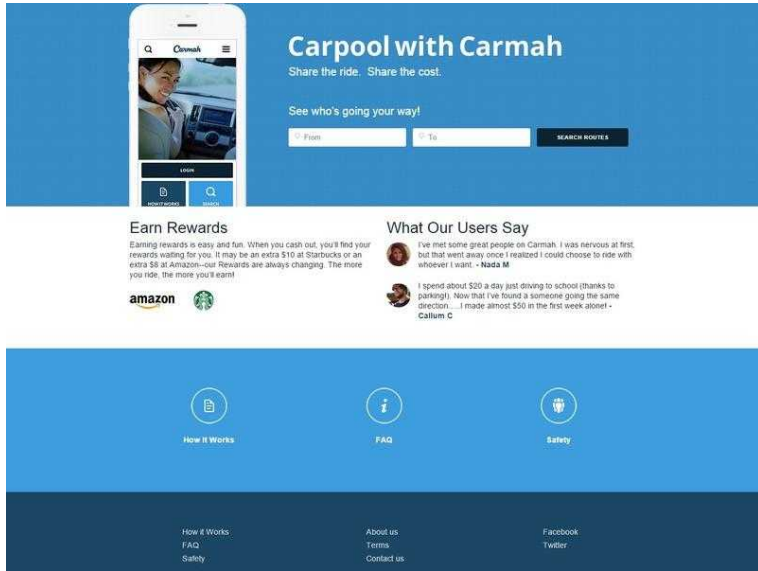 Carmah
LOGIN
HOW IT WORKS
SEARCH
Carpool with Carmah
Share the ride. Share the cost.
See who's going your way!
From
To
SEARCH ROUTES
Earn Rewards
Earning rewards is easy and fun. When you cash out, you'll find your
rewards waiting for you. It may be an extra $10 at Starbucks or an
extra $8 at Amazon--our Rewards are always changing. The more
you ride, the more you'll earn!
amazon
What Our Users Say
I've met some great people on Carmah. I was nervous at first,
but that went away once I realized I could choose to ride with
whoever I want. - Nada M
I spend about $20 a day just driving to school (thanks to
parking!). Now that I've found a someone going the same
direction.....I made almost $50 in the first week alone! -
Callum C
How It Works
FAQ
Safety
How it Works
FAQ
Safety
About us
Terms
Contact us
Facebook
Twitter